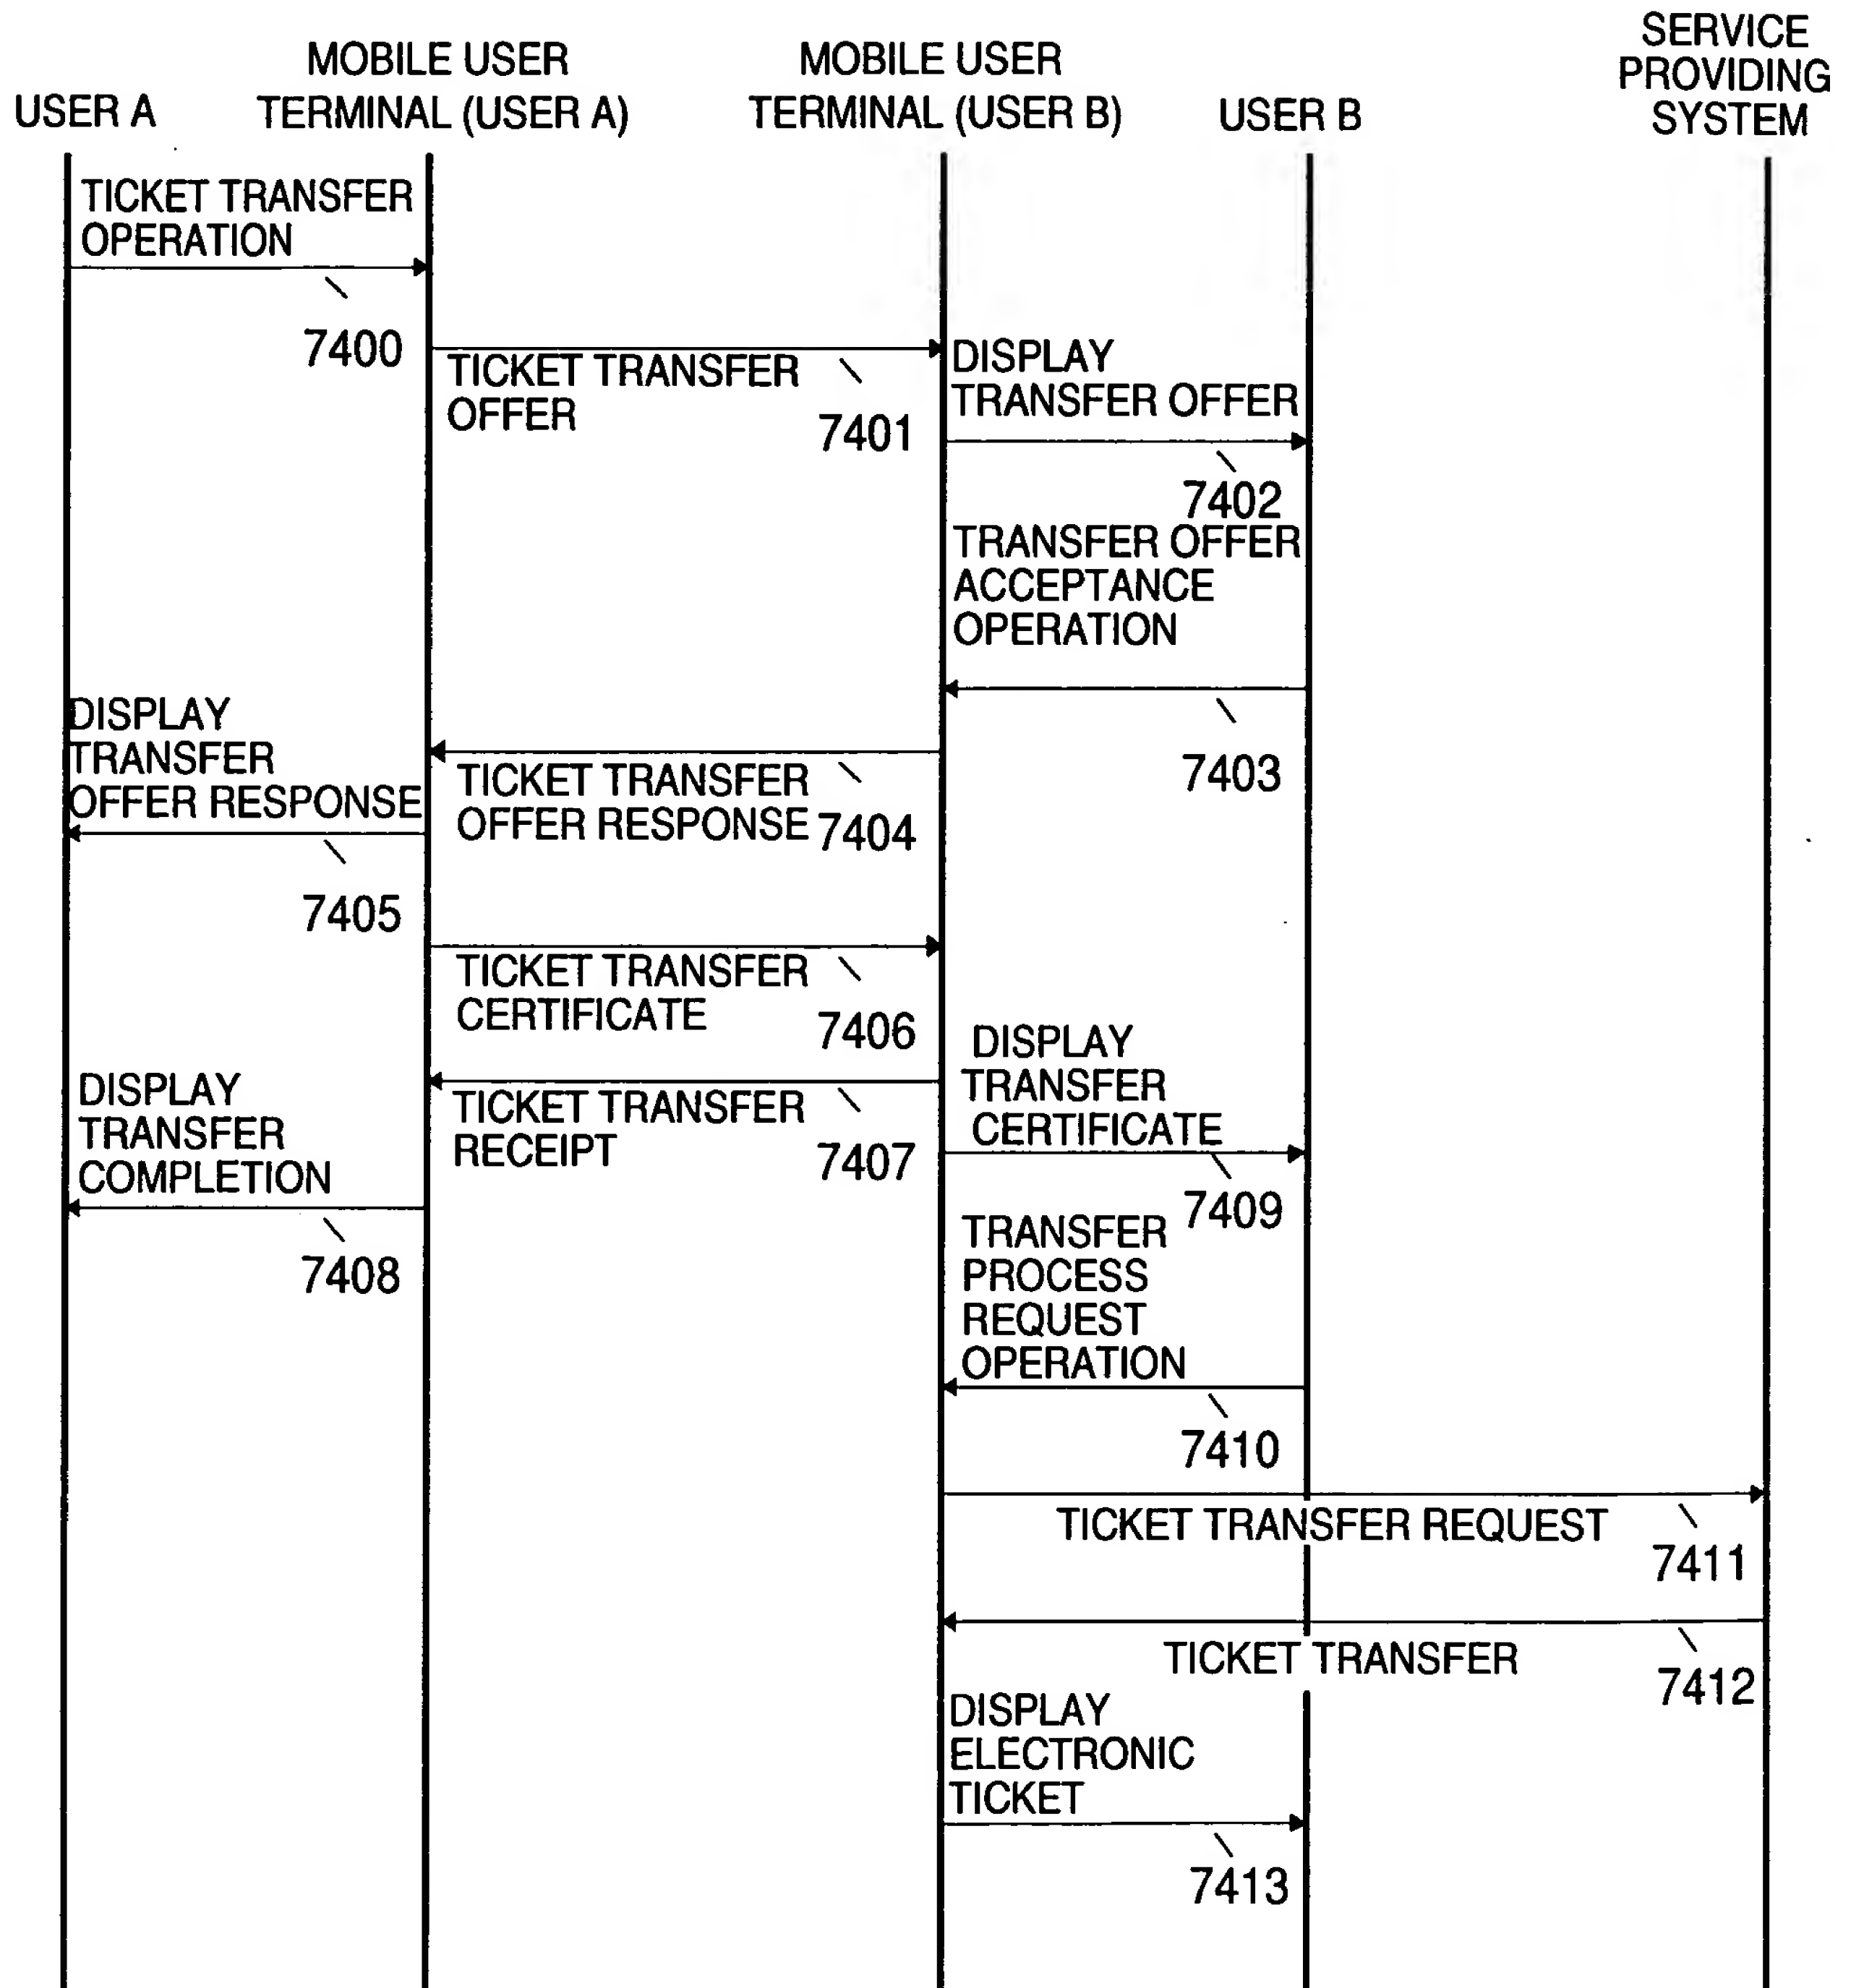 SERVICE
PROVIDING
SYSTEM
MOBILE USER
TERMINAL (USER A)
MOBILE USER
TERMINAL (USER B)
USER A
USER B
TICKET TRANSFER
OPERATION
7400
TICKET TRANSFER
OFFER
7401
DISPLAY
TRANSFER OFFER
7402
TRANSFER OFFER
ACCEPTANCE
OPERATION
7403
TICKET TRANSFER
OFFER RESPONSE
7404
DISPLAY
TRANSFER
OFFER RESPONSE
7405
TICKET TRANSFER
CERTIFICATE
7406
TICKET TRANSFER
RECEIPT
7407
DISPLAY
TRANSFER
COMPLETION
7408
DISPLAY
TRANSFER
CERTIFICATE
7409
TRANSFER
PROCESS
REQUEST
OPERATION
7410
TICKET TRANSFER REQUEST
7411
TICKET TRANSFER
7412
DISPLAY
ELECTRONIC
TICKET
7413